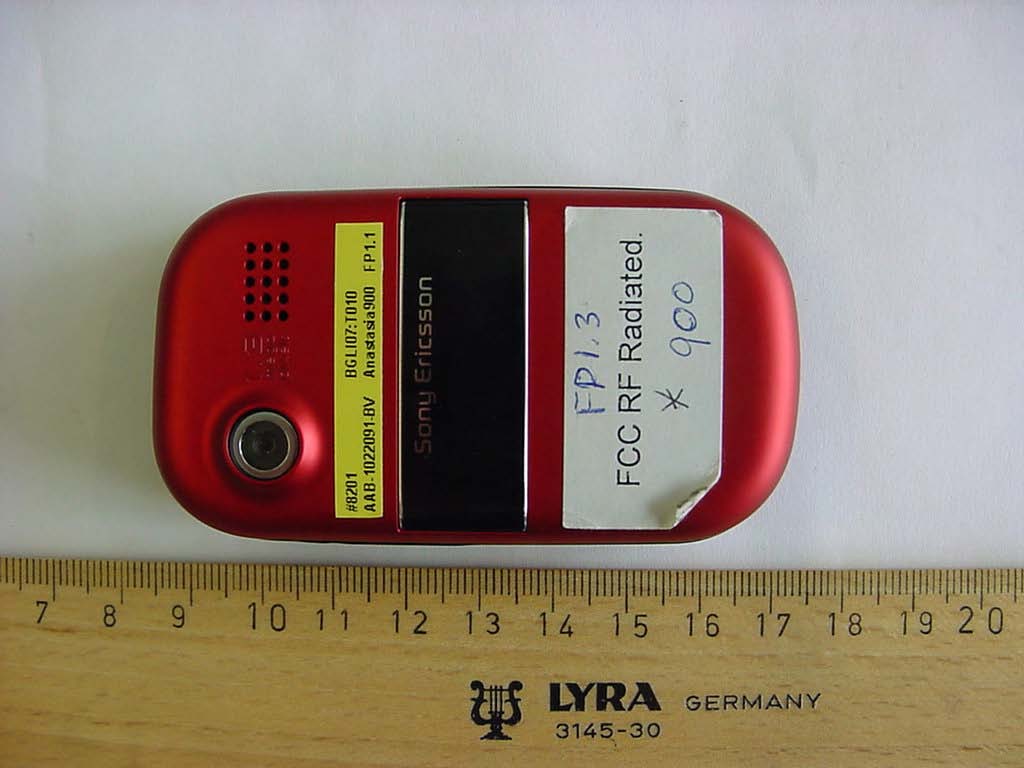 #8201 BGLI07:T010
AAB-1022091-BV Anastasia900 FP1.1
Sony Ericsson
FP1.3
FCC RF Radiated.
* 900
7 8 9 10 11 12 13 14 15 16 17 18 19 20
LYRA GERMANY
3145-30